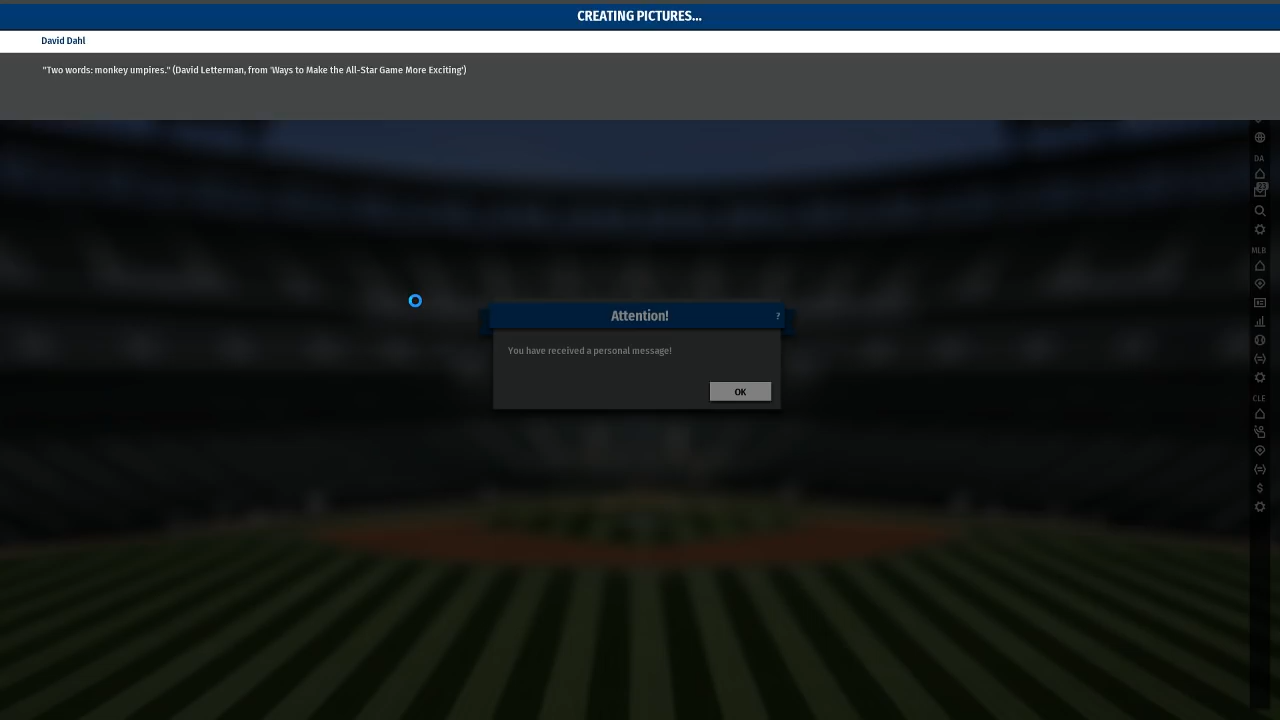 CREATING PICTURES...
David Dahl
"Two words: monkey umpires." (David Letterman, from 'Ways to Make the All-Star Game More Exciting')
DA
23
MLB
Attention!
?
You have received a personal message!
OK
CLE
$